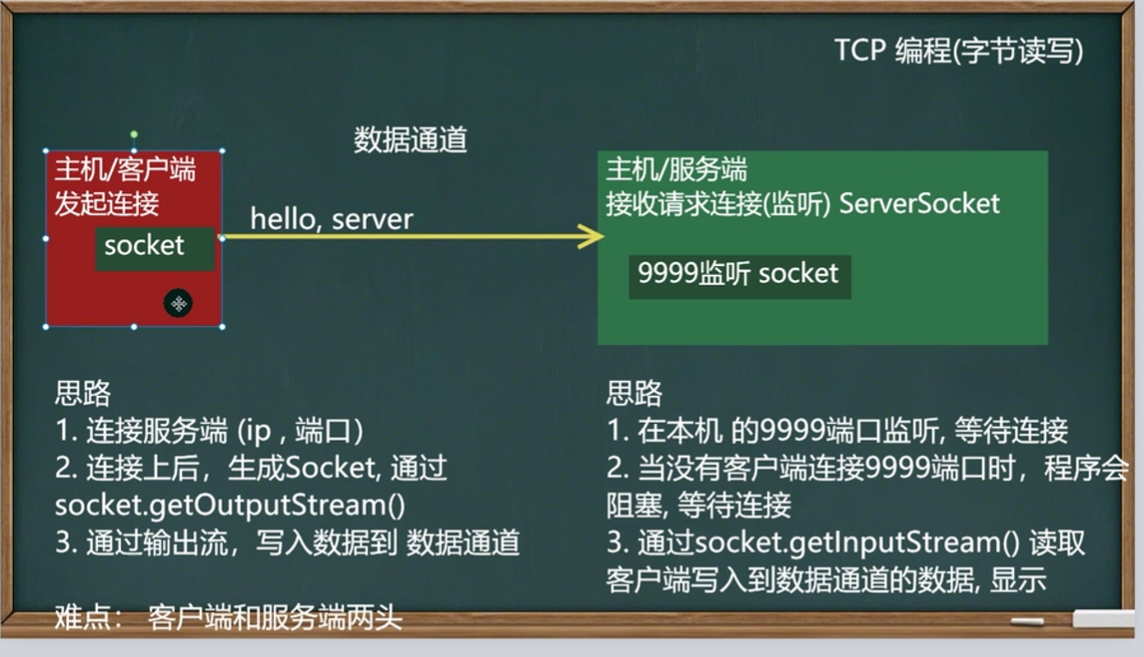 TCP 编程(字节读写)
数据通道
主机/客户端
发起连接
socket
hello, server
主机/服务端
接收请求连接(监听) ServerSocket
9999监听 socket
思路
1. 连接服务端 (ip , 端口)
2. 连接上后，生成Socket, 通过
socket.getOutputStream()
3. 通过输出流，写入数据到 数据通道
难点： 客户端和服务端两头
思路
1. 在本机 的9999端口监听, 等待连接
2. 当没有客户端连接9999端口时，程序会
阻塞, 等待连接
3. 通过socket.getInputStream() 读取
客户端写入到数据通道的数据, 显示